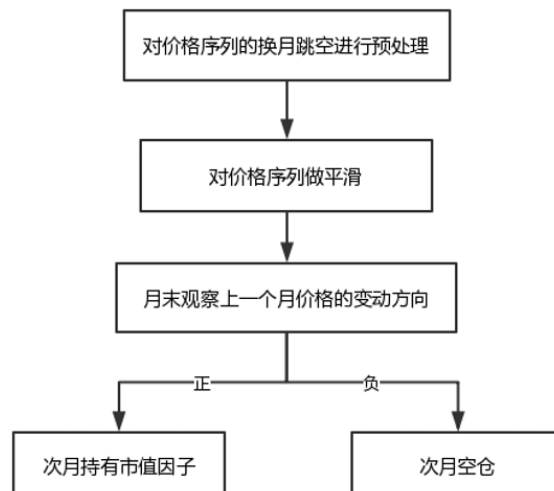 对价格序列的换月跳空进行预处理
对价格序列做平滑
月末观察上一个月价格的变动方向
正
负
次月持有市值因子
次月空仓